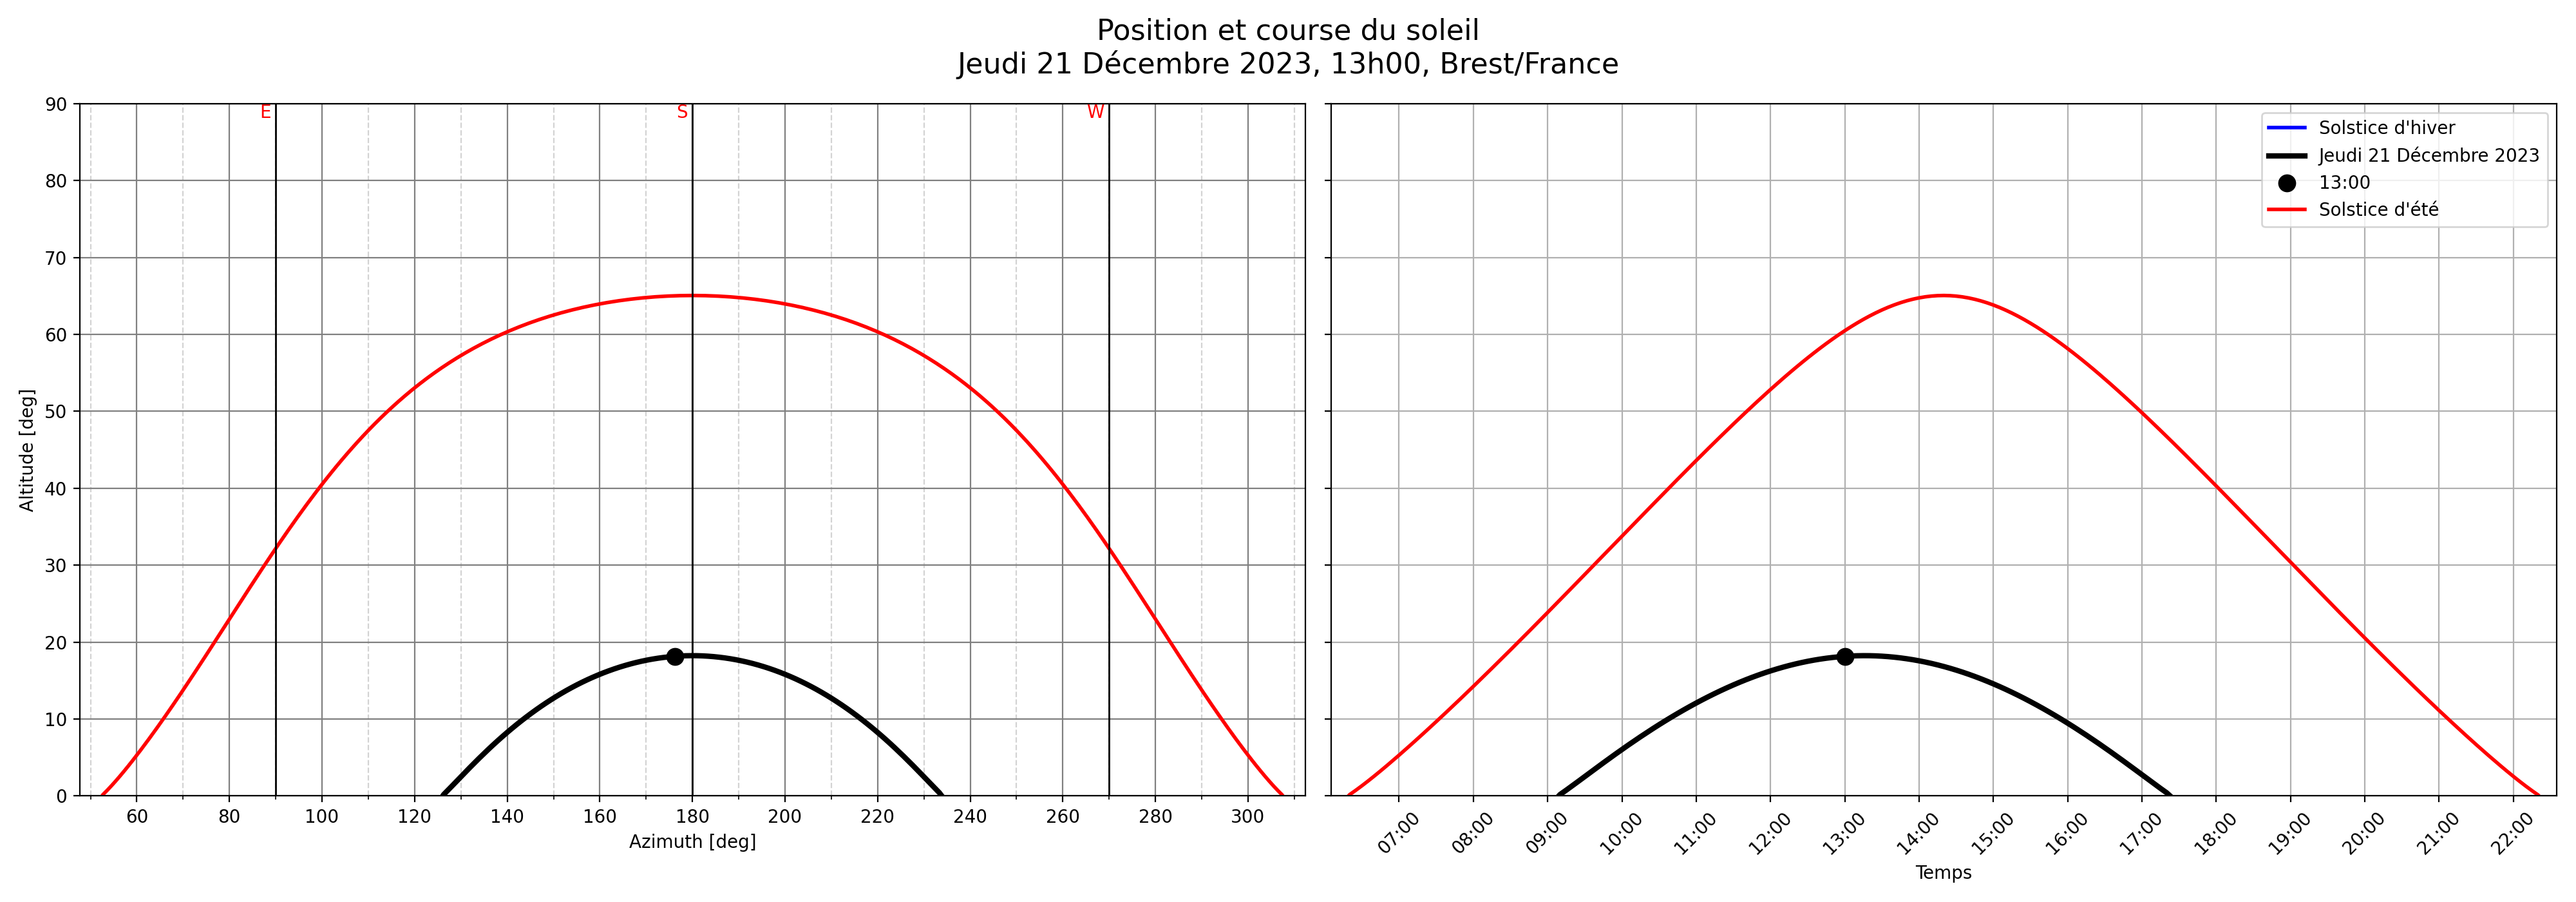 Position et course du soleil
Jeudi 21 Décembre 2023, 13h00, Brest/France
E
S
W
90
80
70
60
50
40
30
20
10
0
Altitude [deg]
60 80 100 120 140 160 180 200 220 240 260 280 300
Azimuth [deg]
Solstice d'hiver
Jeudi 21 Décembre 2023
13:00
Solstice d'été
07:00 08:00 09:00 10:00 11:00 12:00 13:00 14:00 15:00 16:00 17:00 18:00 19:00 20:00 21:00 22:00
Temps